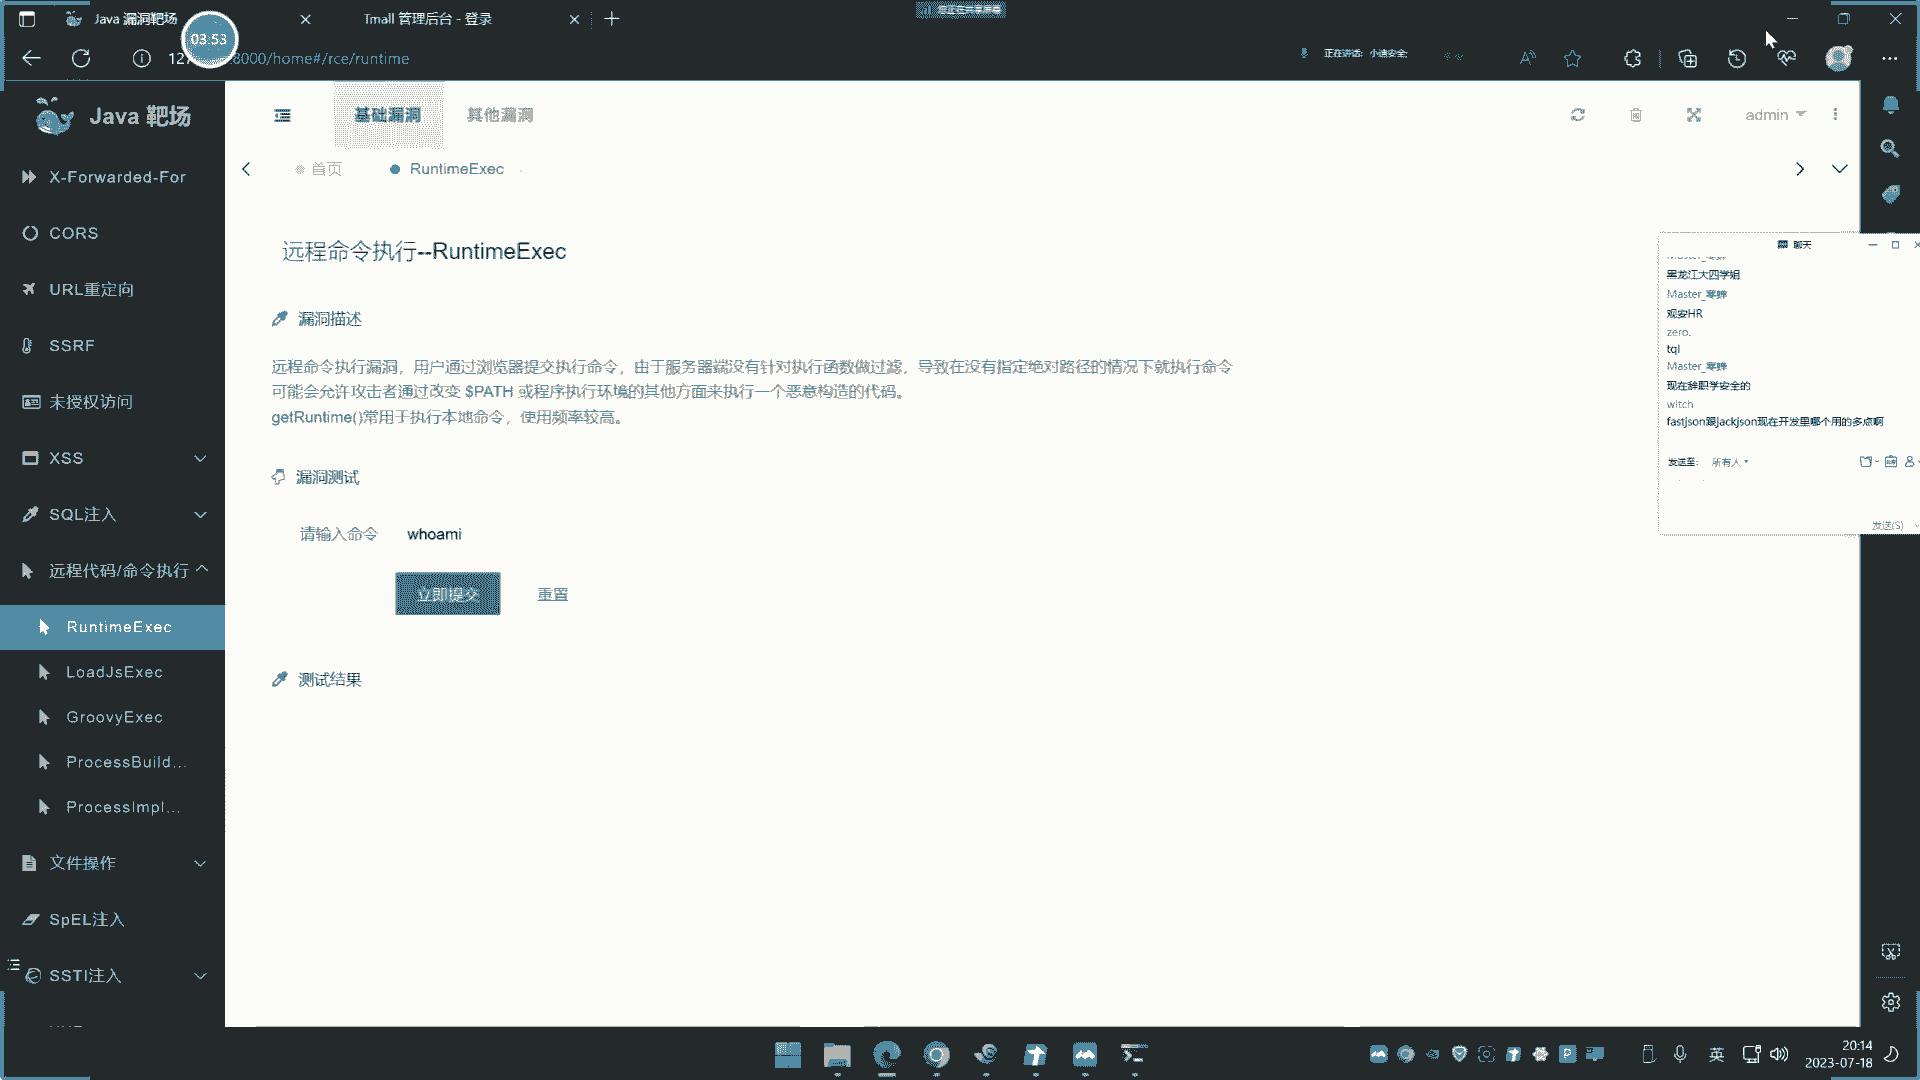 Java 漏洞靶场
Tmall 管理后台 - 登录
您正在共享屏幕
03:53
8000/home#/rce/runtime
正在讲话: 小迪安全;
Java 靶场
基础漏洞
其他漏洞
admin
首页
RuntimeExec
X-Forwarded-For
CORS
URL重定向
SSRF
未授权访问
XSS
SQL注入
远程代码/命令执行
RuntimeExec
LoadJsExec
GroovyExec
ProcessBuild...
ProcessImpl...
文件操作
SpEL注入
SSTI注入
远程命令执行--RuntimeExec
漏洞描述
远程命令执行漏洞，用户通过浏览器提交执行命令，由于服务器端没有针对执行函数做过滤，导致在没有指定绝对路径的情况下就执行命令
可能会允许攻击者通过改变 $PATH 或程序执行环境的其他方面来执行一个恶意构造的代码。
getRuntime()常用于执行本地命令，使用频率较高。
漏洞测试
请输入命令
whoami
立即提交
重置
测试结果
聊天
黑龙江大四学姐
Master_寒蝉
观安HR
zero.
tql
Master_寒蝉
现在辞职学安全的
witch
fastjson跟jackjson现在开发里哪个用的多点啊
发送至:
所有人
发送(S)
英
20:14
2023-07-18